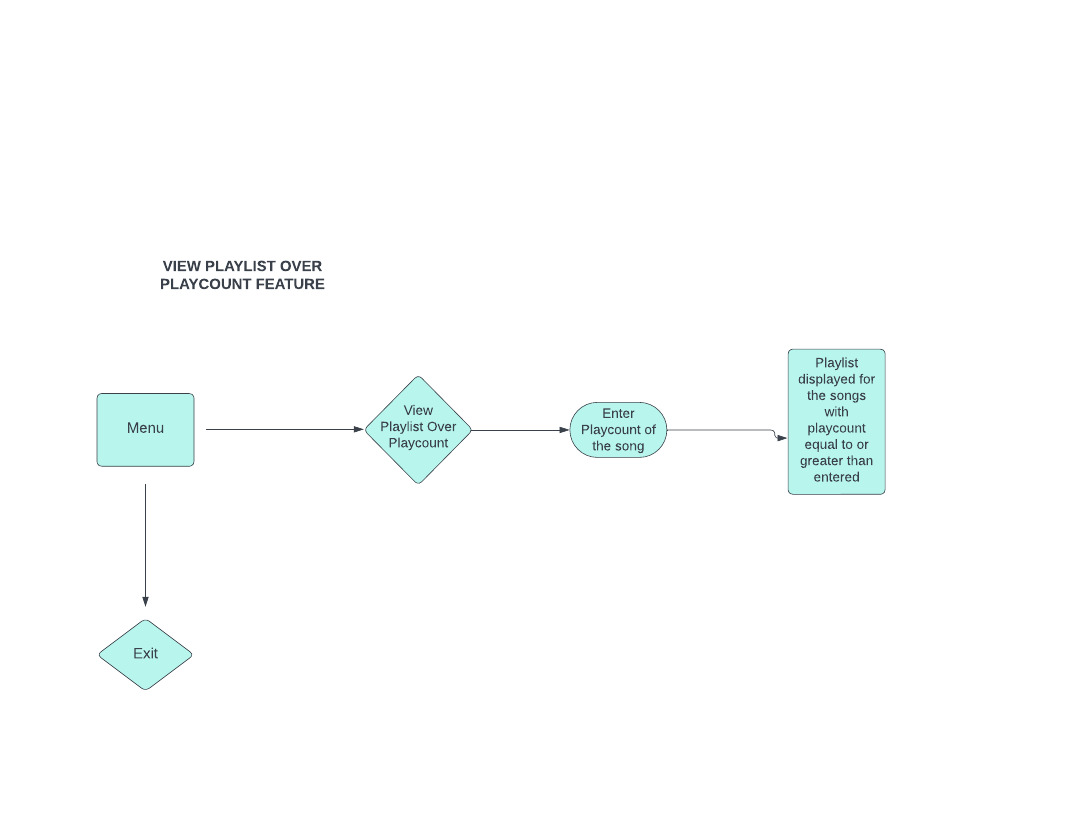 VIEW PLAYLIST OVER
PLAYCOUNT FEATURE
Menu
View
Playlist Over
Playcount
Enter
Playcount of
the song
Playlist
displayed for
the songs
with
playcount
equal to or
greater than
entered
Exit